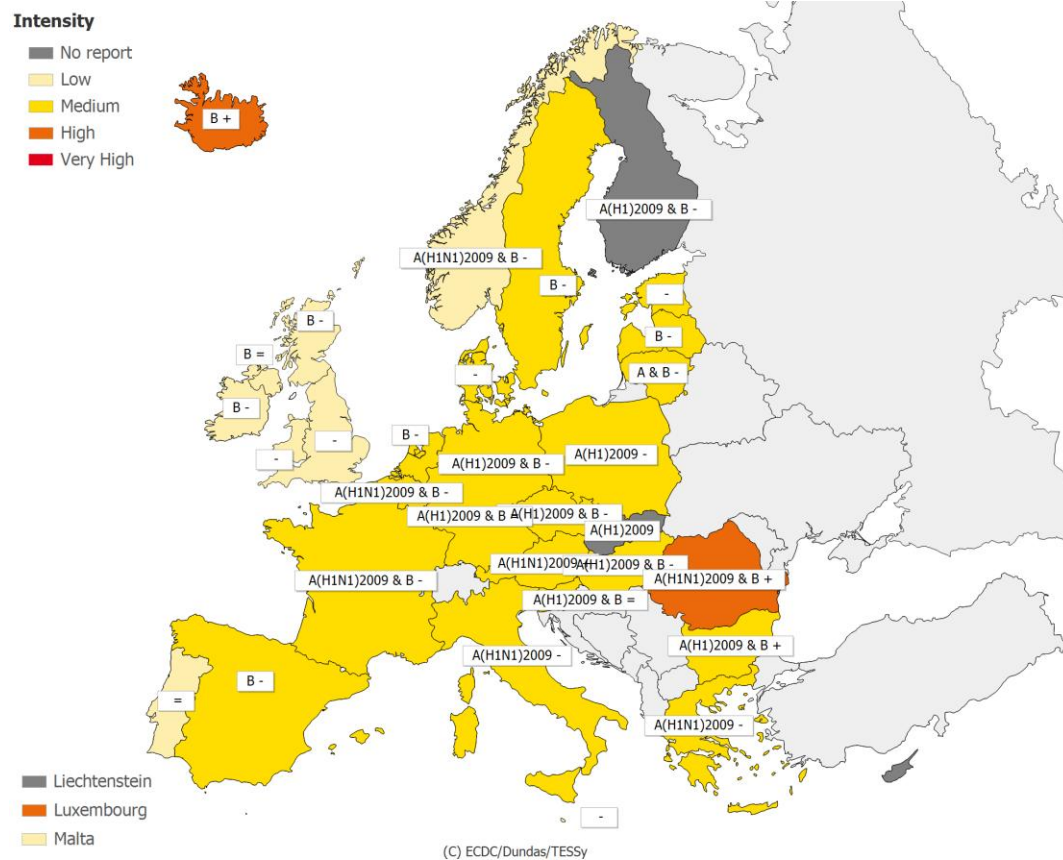 Intensity
No report
Low
Medium
High
Very High
B +
A(H1)2009 & B -
A(H1N1)2009 & B -
B -
-
B -
B -
B =
A & B -
-
B -
-
-
B -
A(H1)2009 & B -
A(H1)2009 -
A(H1N1)2009 & B -
A(H1)2009 & B =
A(H1)2009 & B -
A(H1)2009
A(H1N1)2009
A(H1)2009 & B -
A(H1N1)2009 & B -
A(H1N1)2009 & B +
A(H1)2009 & B =
A(H1)2009 & B +
A(H1N1)2009 -
B -
=
A(H1N1)2009 -
Liechtenstein
Luxembourg
Malta
-
(C) ECDC/Dundas/TESSy